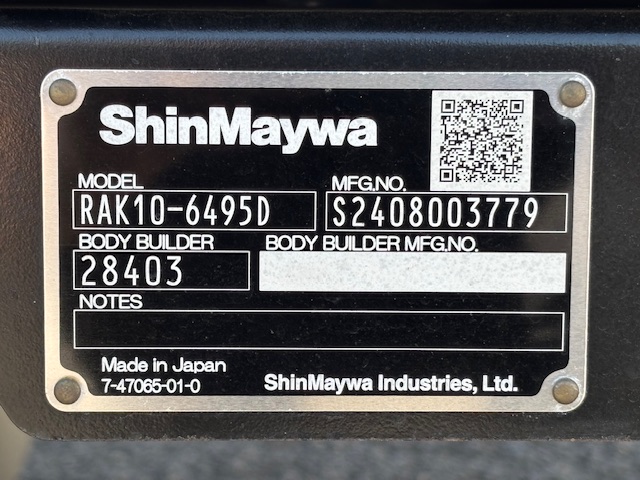 ShinMaywa
MODEL MFG.NO.
RAK10-6495D S2408003779
BODY BUILDER BODY BUILDER MFG.NO.
28403
NOTES
Made in Japan
7-47065-01-0 ShinMaywa Industries, Ltd.